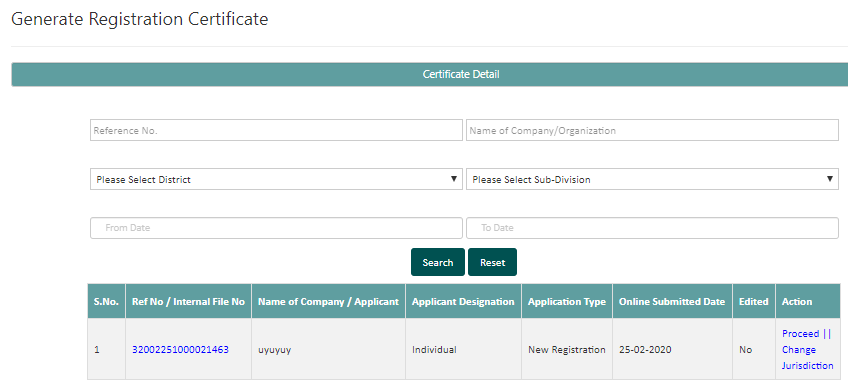 Generate Registration Certificate
Certificate Detail
Reference No. Name of Company/Organization
Please Select District Please Select Sub-Division
From Date To Date
Search Reset
S.No. Ref No / Internal File No Name of Company / Applicant Applicant Designation Application Type Online Submitted Date Edited Action
1 32002251000021463 uyuyuy Individual New Registration 25-02-2020 No Proceed ||
Change
Jurisdiction